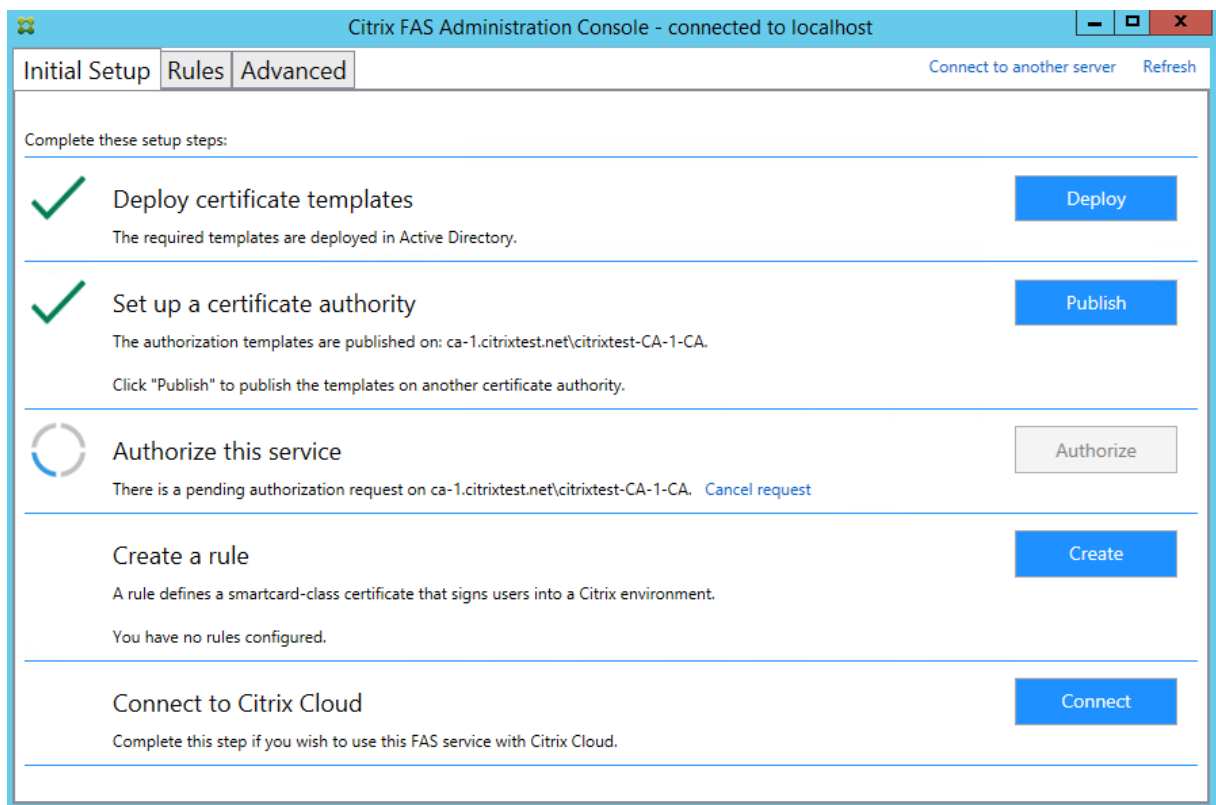 Citrix FAS Administration Console - connected to localhost
Initial Setup Rules Advanced Connect to another server Refresh
Complete these setup steps:
Deploy certificate templates Deploy
The required templates are deployed in Active Directory.
Set up a certificate authority Publish
The authorization templates are published on: ca-1.citrixtest.net\citrixtest-CA-1-CA.
Click "Publish" to publish the templates on another certificate authority.
Authorize this service Authorize
There is a pending authorization request on ca-1.citrixtest.net\citrixtest-CA-1-CA. Cancel request
Create a rule Create
A rule defines a smartcard-class certificate that signs users into a Citrix environment.
You have no rules configured.
Connect to Citrix Cloud Connect
Complete this step if you wish to use this FAS service with Citrix Cloud.